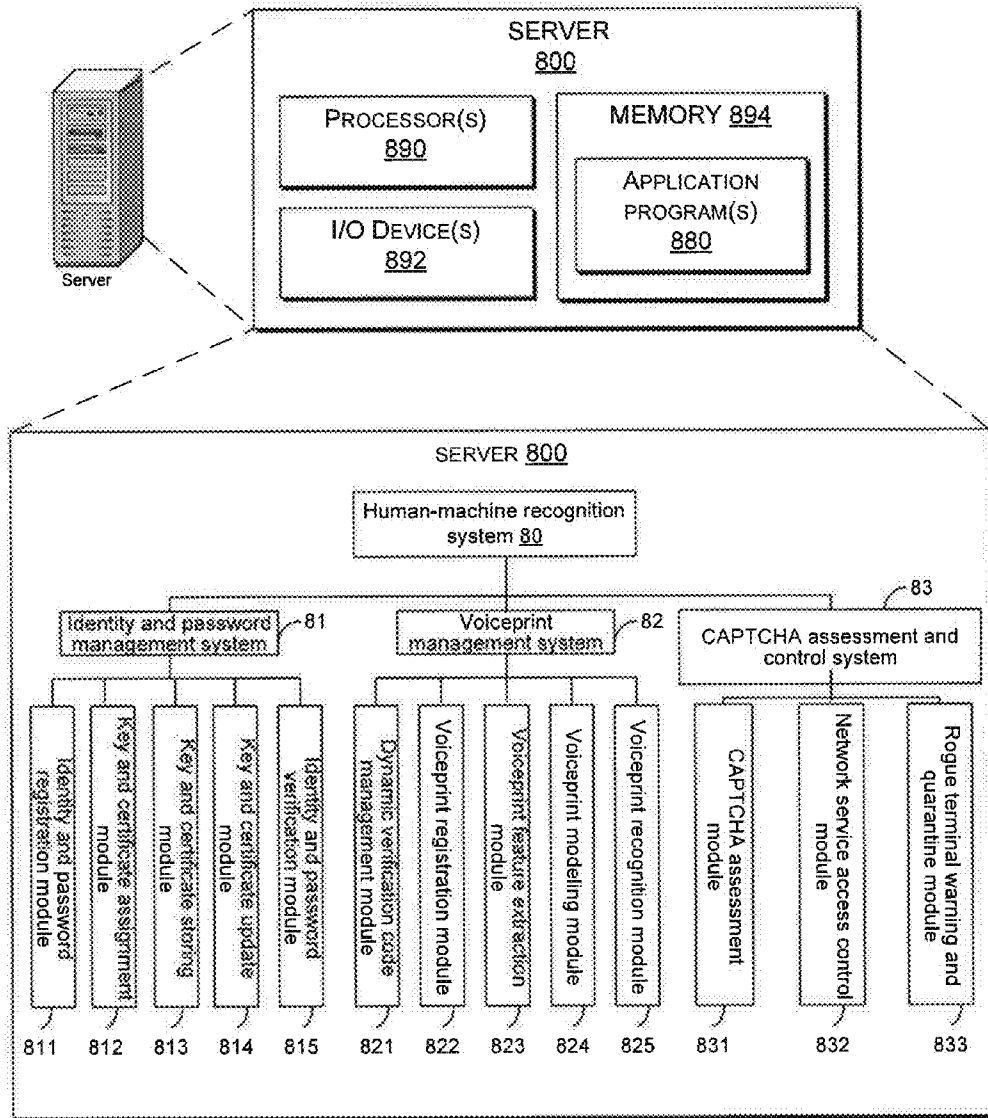 SERVER
800
PROCESSOR(S)
890
I/O DEVICE(S)
892
MEMORY 894
APPLICATION
PROGRAM(S)
880
Server
SERVER 800
Human-machine recognition
system 80
Identity and password
management system
81
Voiceprint
management system
82
CAPTCHA assessment and
control system
83
Identity and password
registration module
Key and certificate assignment
module
Key and certificate storing
module
Key and certificate update
module
Identity and password
verification module
Dynamic verification code
management module
Voiceprint registration module
Voiceprint feature extraction
module
Voiceprint modeling module
Voiceprint recognition module
CAPTCHA assessment
module
Network service access control
module
Rogue terminal warning and
quarantine module
811
812
813
814
815
821
822
823
824
825
831
832
833